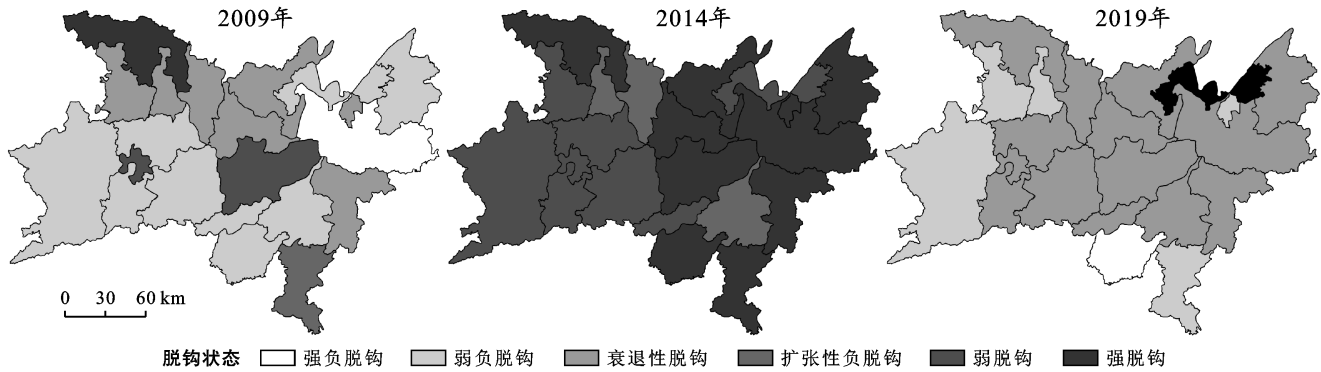 2009年
2014年
2019年
0 30 60 km
脱钩状态 强负脱钩 弱负脱钩 衰退性脱钩 扩张性负脱钩 弱脱钩 强脱钩